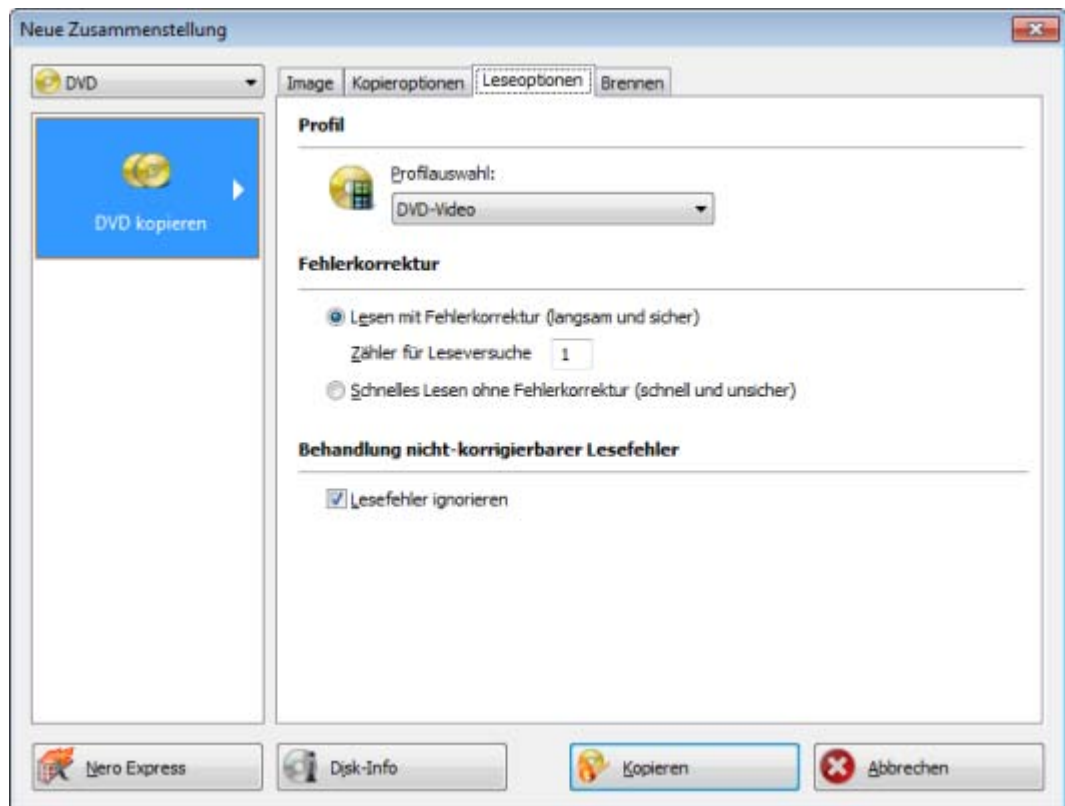 Neue Zusammenstellung
DVD
Image Kopieroptionen Leseoptionen Brennen
DVD kopieren
Profil
Profilauswahl:
DVD-Video
Fehlerkorrektur
Lesen mit Fehlerkorrektur (langsam und sicher)
Zähler für Leseversuche 1
Schnelles Lesen ohne Fehlerkorrektur (schnell und unsicher)
Behandlung nicht-korrigierbarer Lesefehler
Lesefehler ignorieren
Nero Express Disk-Info Kopieren Abbrechen